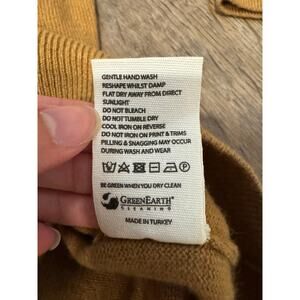 GENTLE HAND WASH
RESHAPE WHILST DAMP
FLAT DRY AWAY FROM DIRECT
SUNLIGHT
DO NOT BLEACH
DO NOT TUMBLE DRY
COOL IRON ON REVERSE
DO NOT IRON ON PRINT & TRIMS
PILLING & SNAGGING MAY OCCUR
DURING WASH AND WEAR
P
BE GREEN WHEN YOU DRY CLEAN
GREENEARTH
CLEANING
MADE IN TURKEY